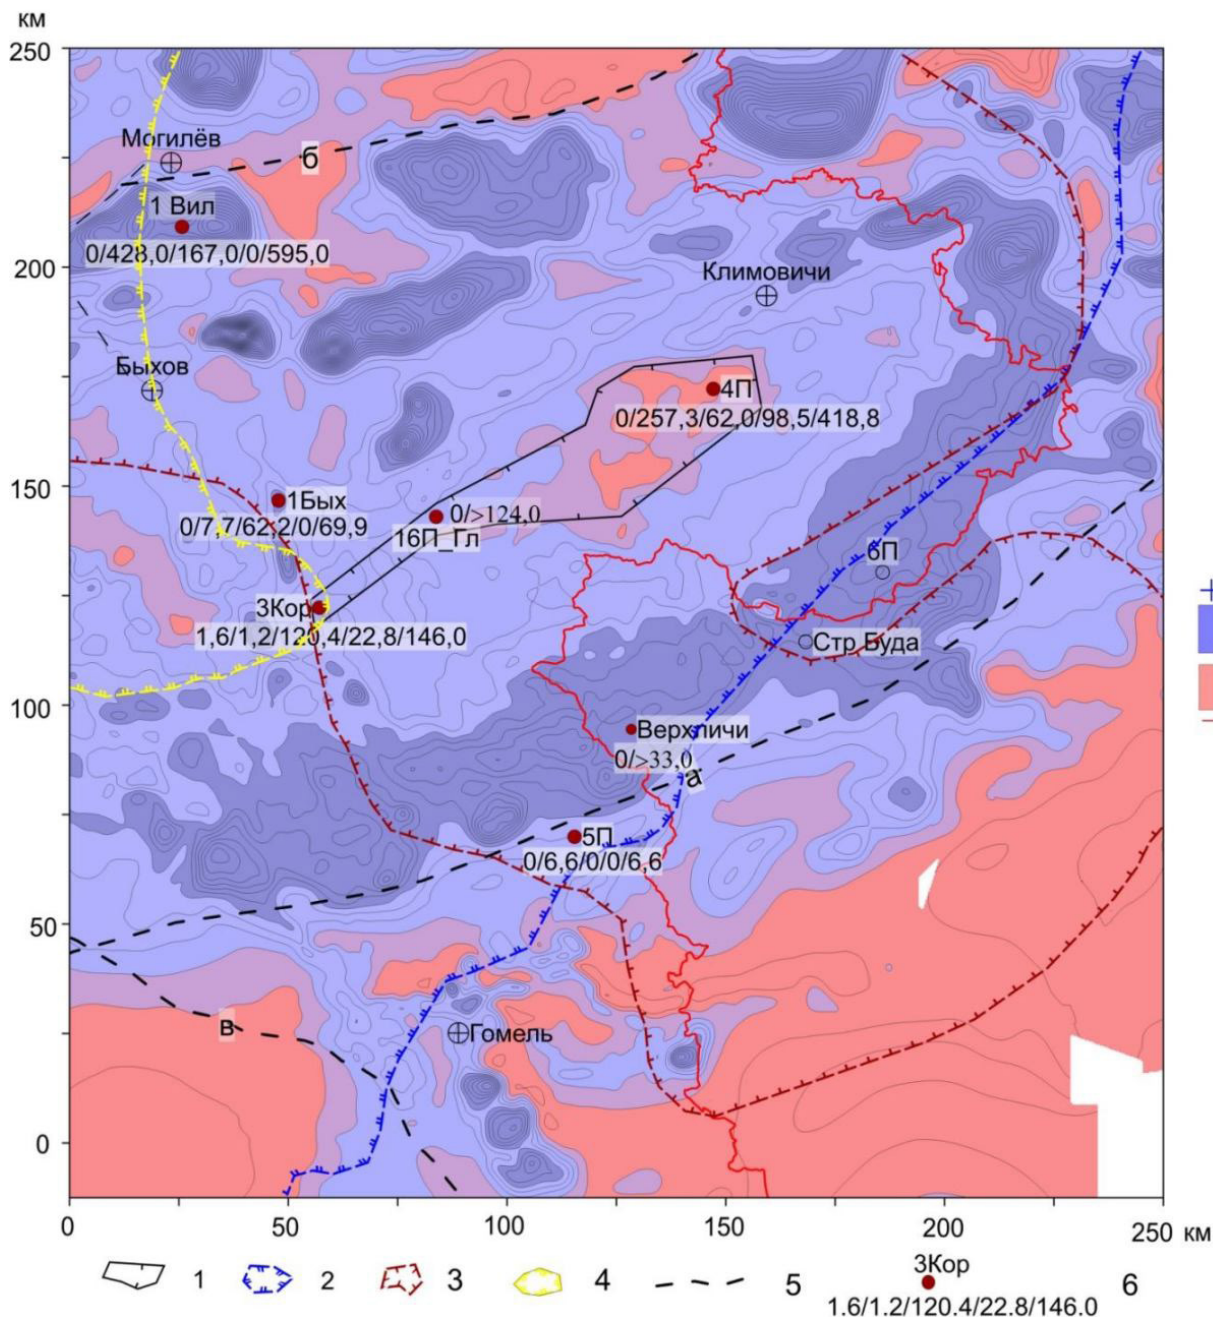 км
250
Могилёв
б
1 Вил
0/428,0/167,0/0/595,0
200
Климовичи
Быхов
4П
0/257,3/62,0/98,5/418,8
150
1Бых
0/>124,0
0/7,7/62,2/0/69,9
16П_Гл
6П
3Кор
1,6/1,2/120,4/22,8/146,0
Стр Буда
100
Верхличи
0/>33,0
а
5П
0/6,6/0/0/6,6
50
в
Гомель
0
0
50
100
150
200
250
км
1
2
3
4
5
3Кор
6
1.6/1.2/120.4/22.8/146.0